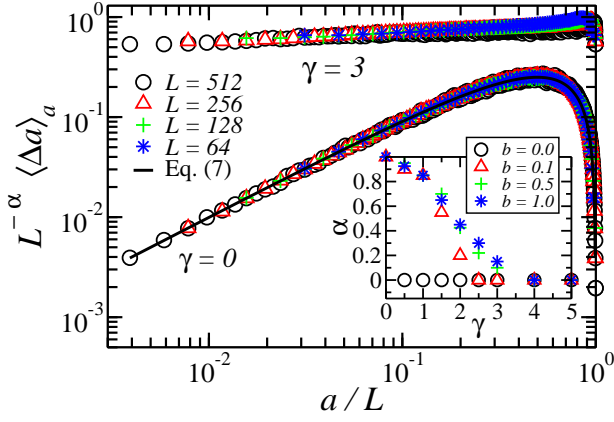 10^0
10^-1
10^-2
10^-3
L^-α ⟨Δa⟩_a
γ = 3
L = 512
L = 256
L = 128
L = 64
Eq. (7)
γ = 0
b = 0.0
b = 0.1
b = 0.5
b = 1.0
0.8
0.6
0.4
0.2
0
α
0 1 2 3 4 5
γ
10^-2 10^-1 10^0
a / L